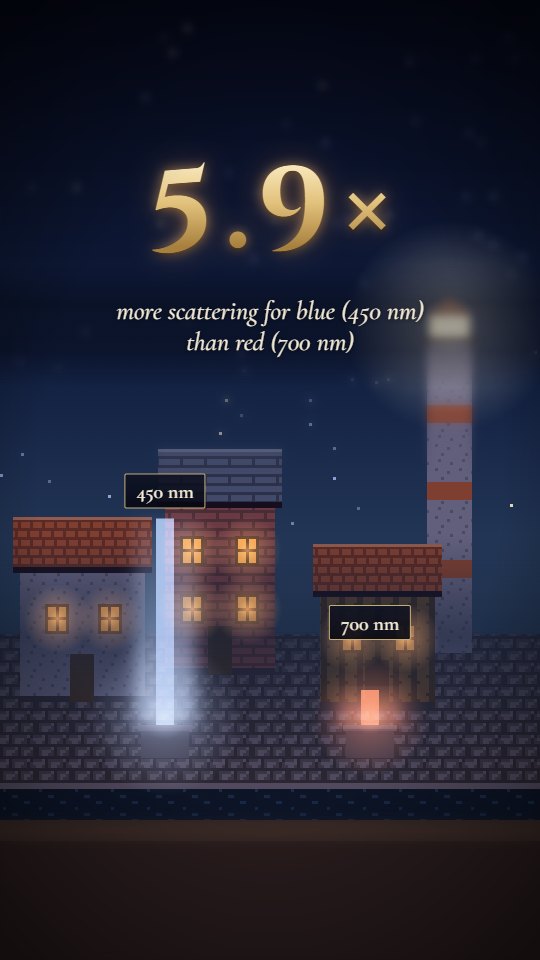 5.9×
more scattering for blue (450 nm)
than red (700 nm)
450 nm
700 nm